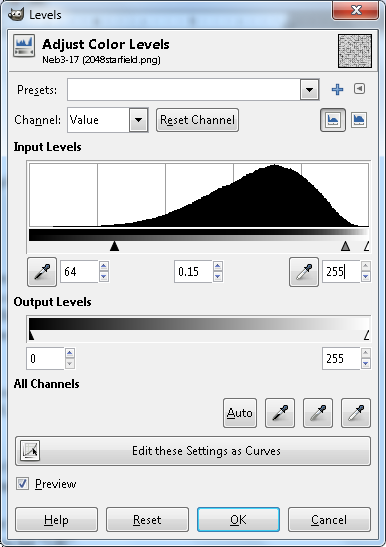 Levels
Adjust Color Levels
Neb3-17 (2048starfield.png)
Presets:
Channel: Value Reset Channel
Input Levels
64 0.15 255
Output Levels
0 255
All Channels
Auto
Edit these Settings as Curves
Preview
Help Reset OK Cancel